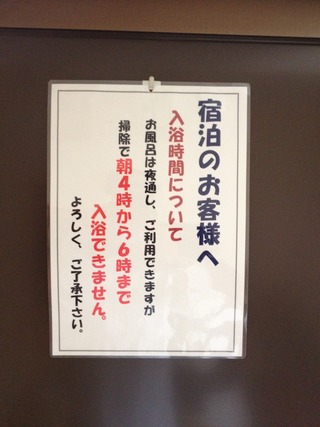 宿泊のお客様へ
入浴時間について
お風呂は夜通し、ご利用できますが
掃除で朝4時から6時まで
入浴できません。
よろしく、ご了承下さい。